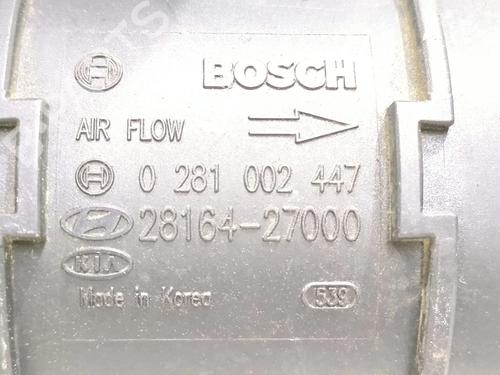 BOSCH
AIR FLOW
0 281 002 447
28164-27000
KIA
Made in Korea
539